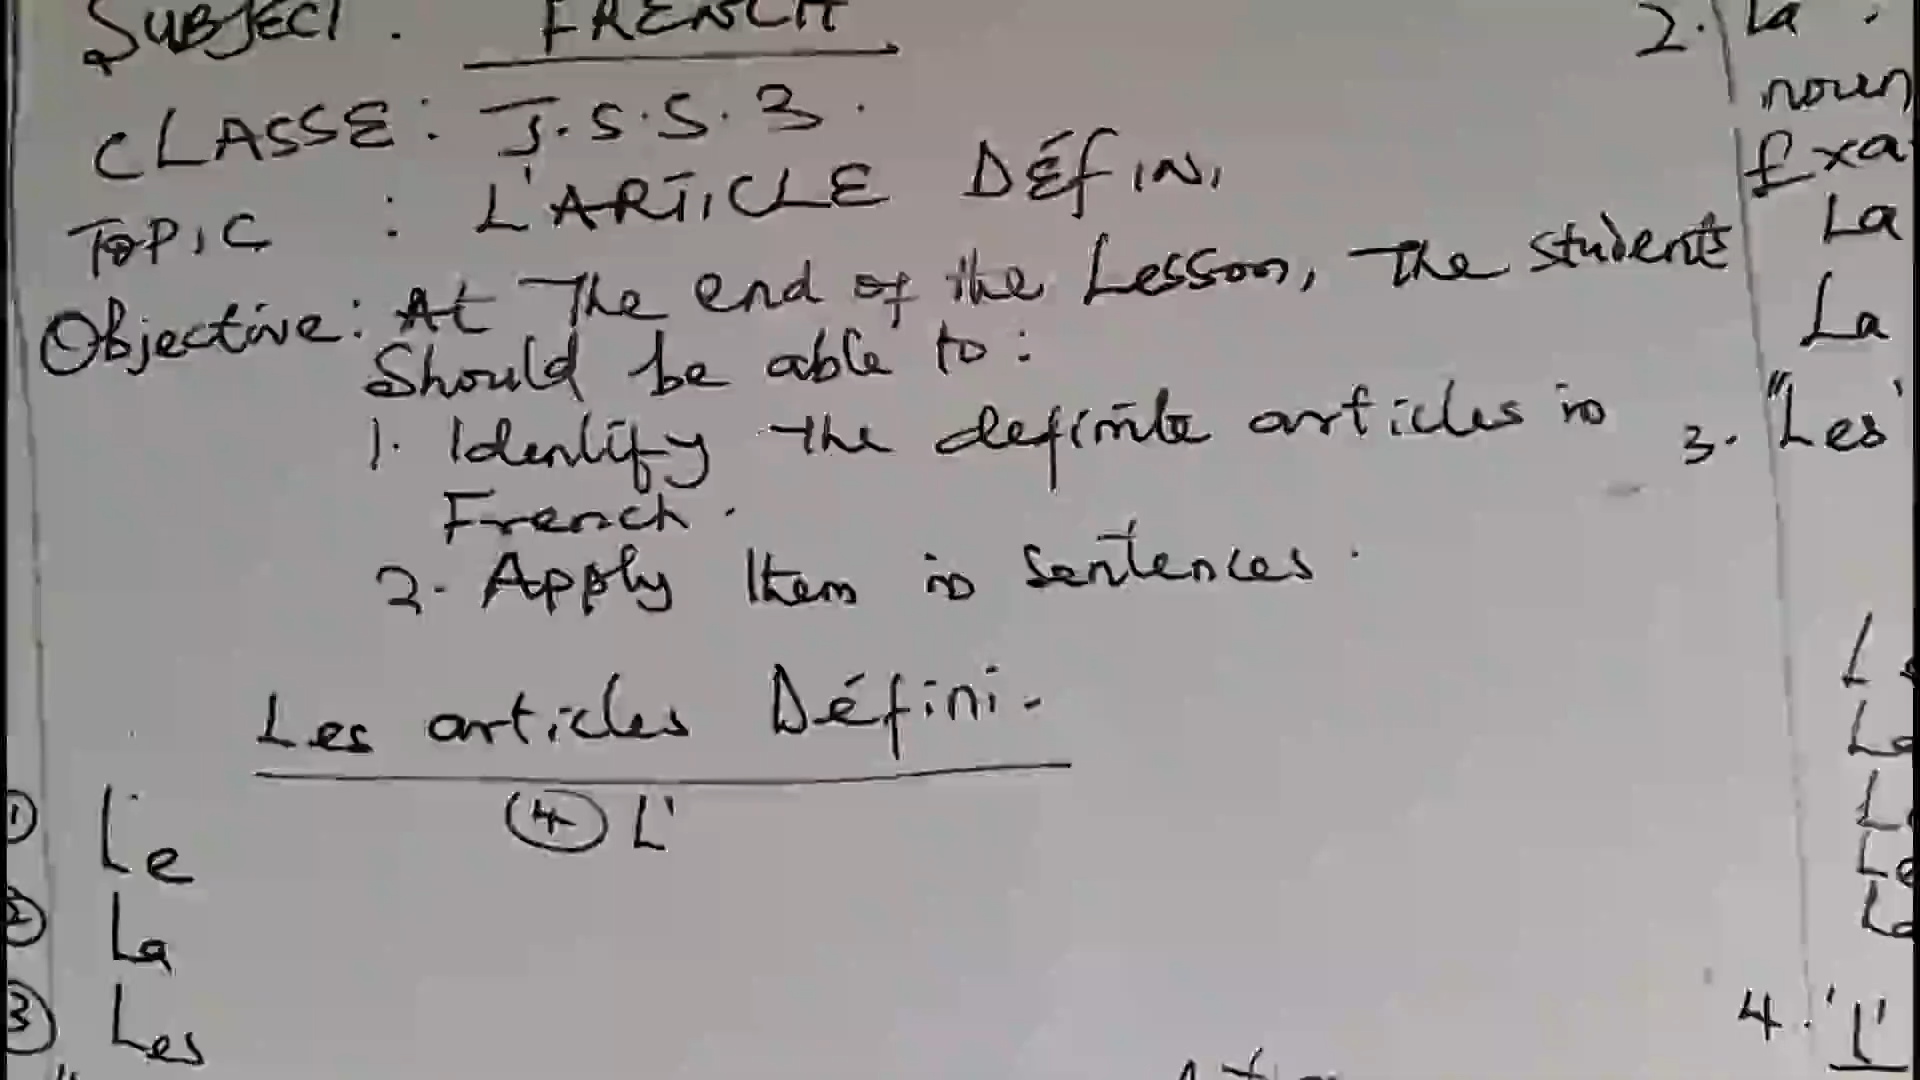 SUBJECT. FRENCH
CLASSE: J.S.S.3.
TOPIC : L'ARTICLE DÉfINI
Objective: At The end of the Lesson, The students
Should be able to:
1. Identify the definite articles in
French.
2. Apply them in sentences.
Les articles Défini.
① Le
④ L'
② La
③ Les
2. La
noun
Exa
La
La
3. "Les"
4. 'L'